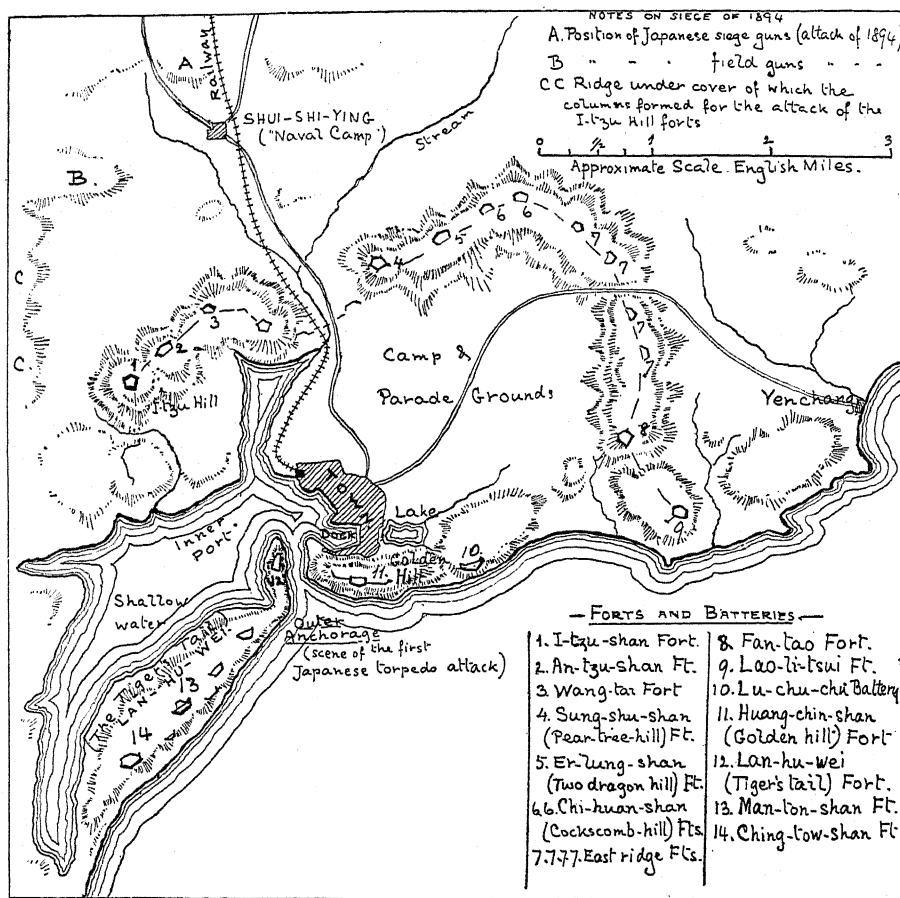 NOTES ON SIEGE OF 1894
A. Position of Japanese siege guns (attack of 1894)
B " - " field guns " - - -
C C Ridge under cover of which the
columns formed for the attack of the
I-tzu Hill forts
0 1/2 1 2 3
Approximate Scale. English Miles.
A
Railway
SHUI-SHI-YING
("Naval Camp")
Stream
B.
C
C.
1
2
3
I-tzu Hill
4
5
6
6
7
7
7
7
8
9
Camp &
Parade Grounds
Yenchang
Town
Dock
Lake
Golden
Hill
10.
11.
12
Inner
Port.
Shallow
water
(The Tiger's Tail)
LAN-HU-WEI.
13
14
Outer
Anchorage
(scene of the first
Japanese torpedo attack)
— FORTS AND BATTERIES —
1. I-tzu-shan Fort.
2. An-tzu-shan Ft.
3 Wang-tai Fort
4. Sung-shu-shan
(Pear-tree-hill) Ft.
5. Er-lung-shan
(Two dragon hill) Ft.
6,6. Chi-huan-shan
(Cockscomb-hill) Fts.
7.7.7.7. East ridge Fts.
8. Fan-tao Fort.
9. Lao-li-tsui Ft.
10. Lu-chu-chü Battery
11. Huang-chin-shan
(Golden hill) Fort
12. Lan-hu-wei
(Tiger's tail) Fort.
13. Man-ton-shan Ft.
14. Ching-tow-shan Ft